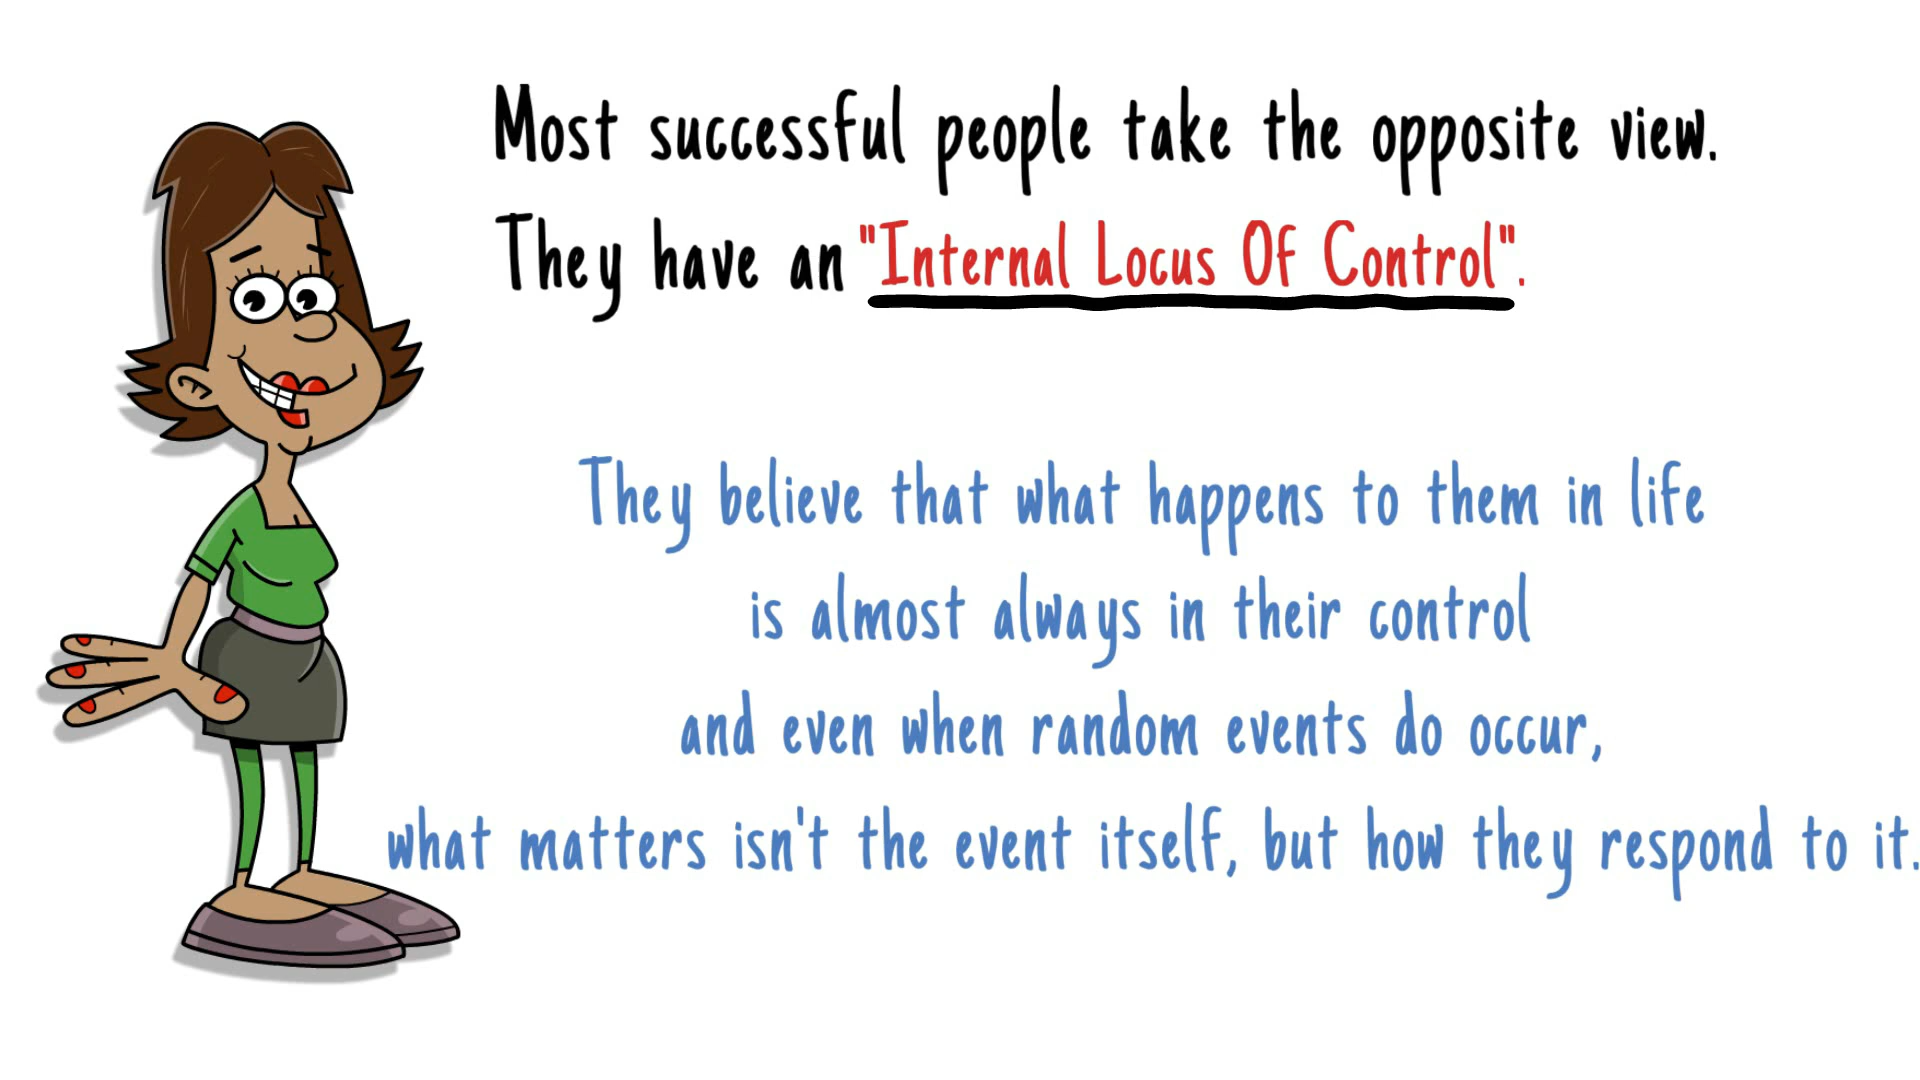 Most successful people take the opposite view.
They have an "Internal Locus Of Control".
They believe that what happens to them in life
is almost always in their control
and even when random events do occur,
what matters isn't the event itself, but how they respond to it.